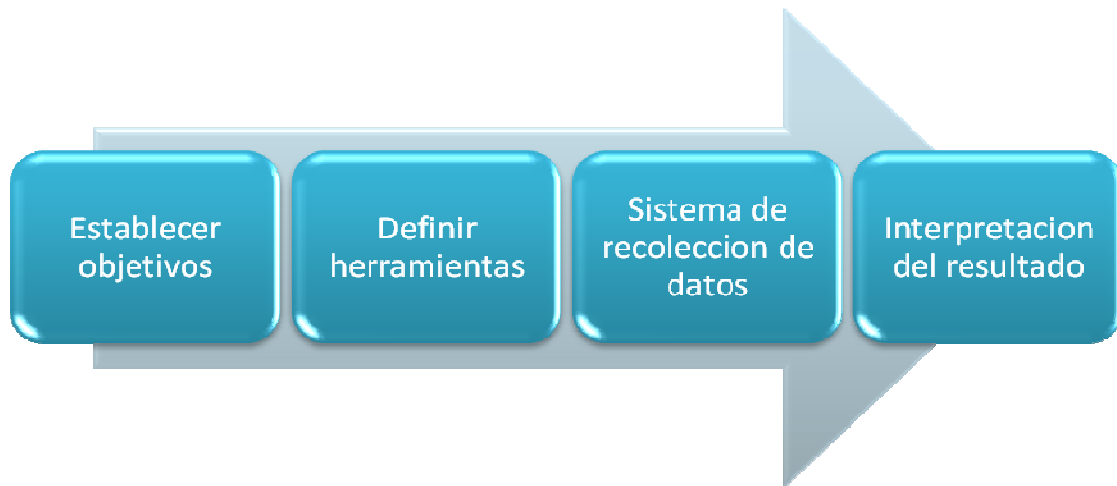 Establecer
objetivos
Definir
herramientas
Sistema de
recoleccion de
datos
Interpretacion
del resultado